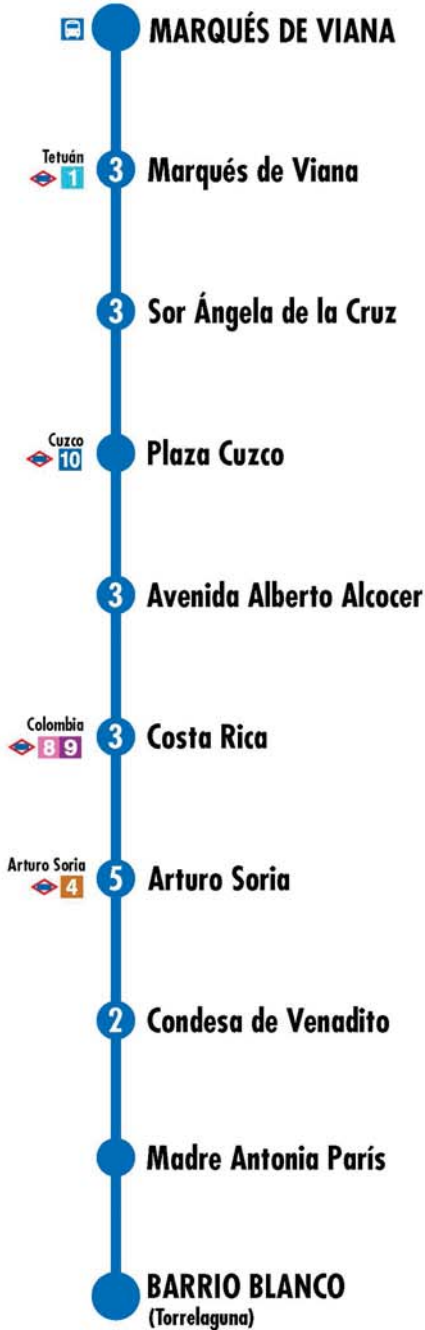 MARQUÉS DE VIANA
Tetuán
1
3 Marqués de Viana
3 Sor Ángela de la Cruz
Cuzco
10
Plaza Cuzco
3 Avenida Alberto Alcocer
Colombia
8 9
3 Costa Rica
Arturo Soria
4
5 Arturo Soria
2 Condesa de Venadito
Madre Antonia París
BARRIO BLANCO
(Torrelaguna)